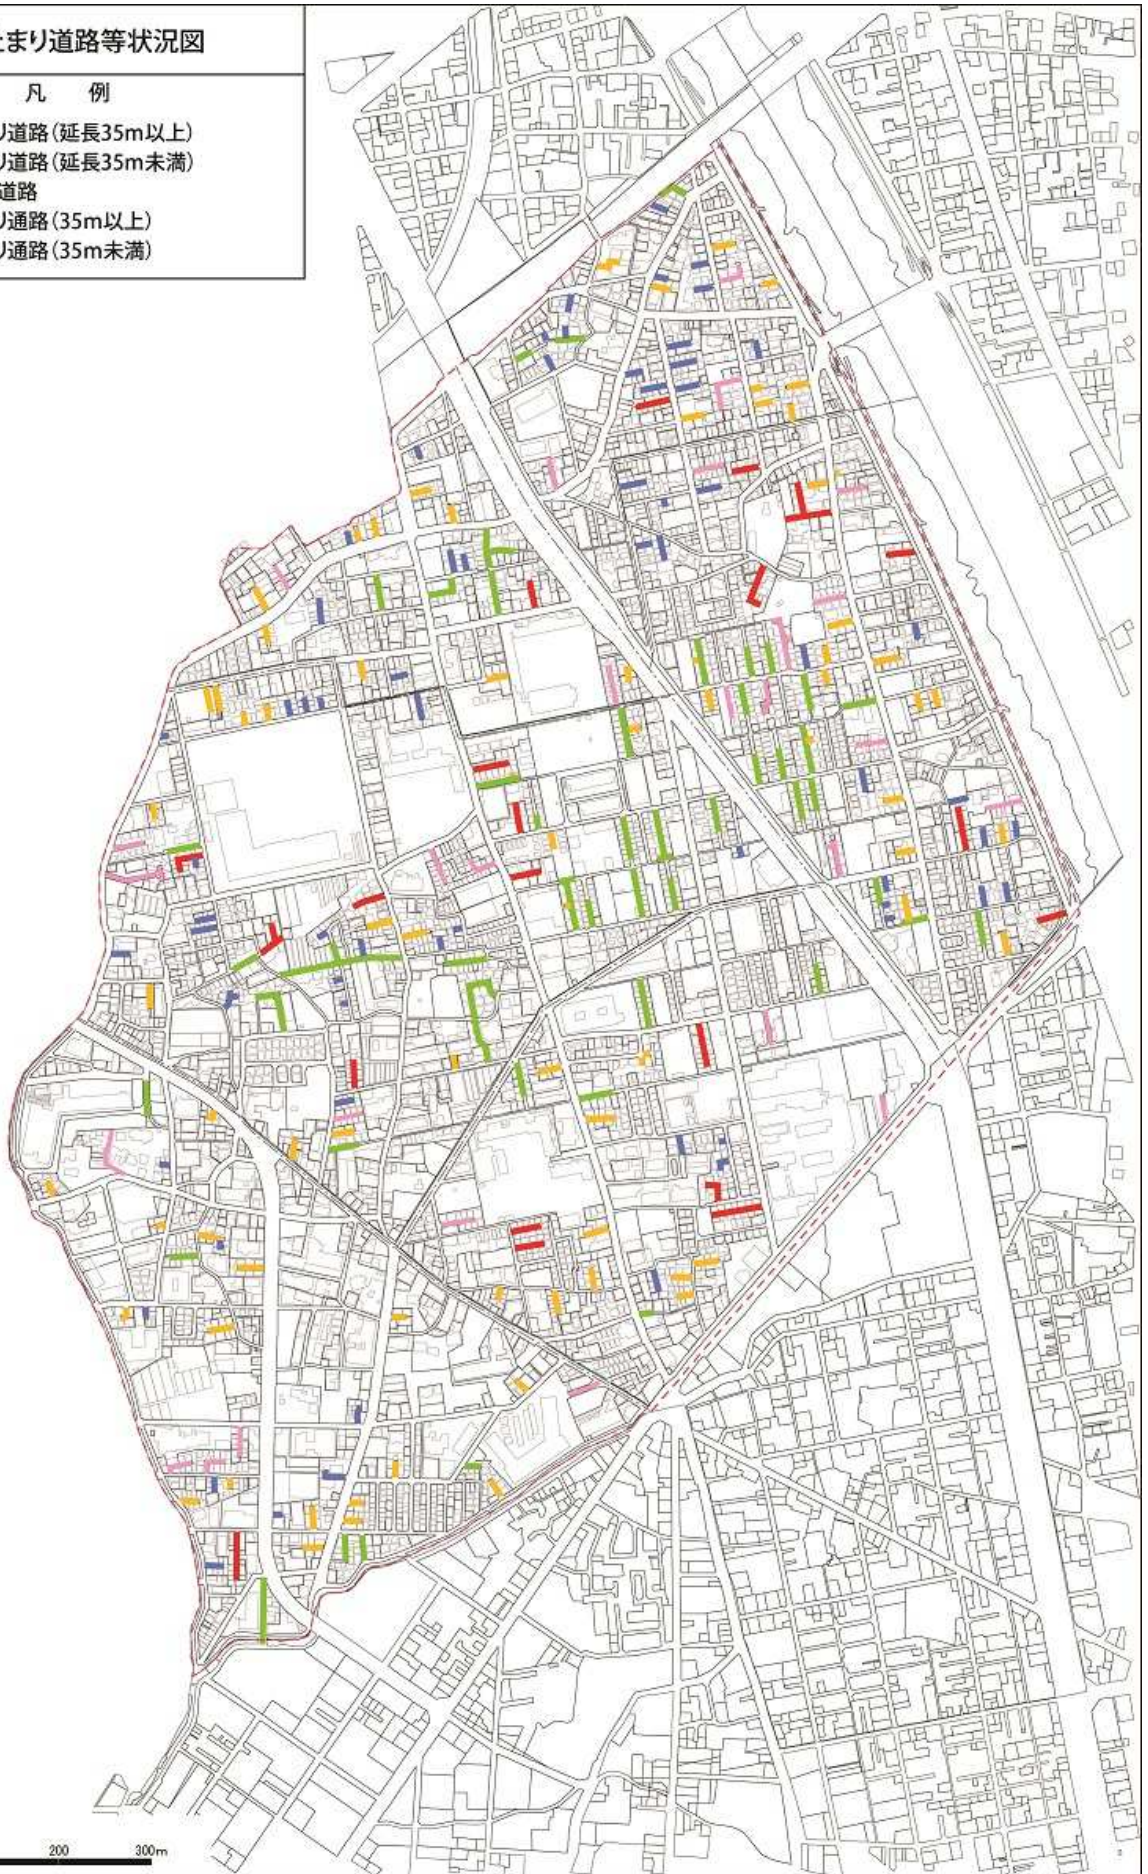 止まり道路等状況図
凡 例
り道路（延長35m以上）
り道路（延長35m未満）
道路
り通路（35m以上）
り通路（35m未満）
200 300m